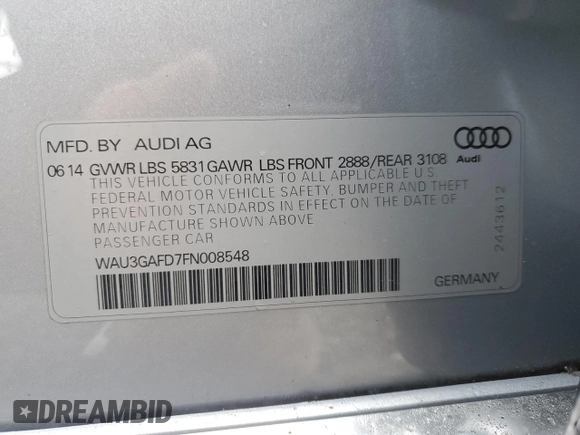 MFD. BY AUDI AG
06 14 GVWR LBS 5831 GAWR LBS FRONT 2888/REAR 3108
Audi
THIS VEHICLE CONFORMS TO ALL APPLICABLE U S
FEDERAL MOTOR VEHICLE SAFETY, BUMPER AND THEFT
PREVENTION STANDARDS IN EFFECT ON THE DATE OF
MANUFACTURE SHOWN ABOVE
PASSENGER CAR
2443612
WAU3GAFD7FN008548
GERMANY
DREAMBID